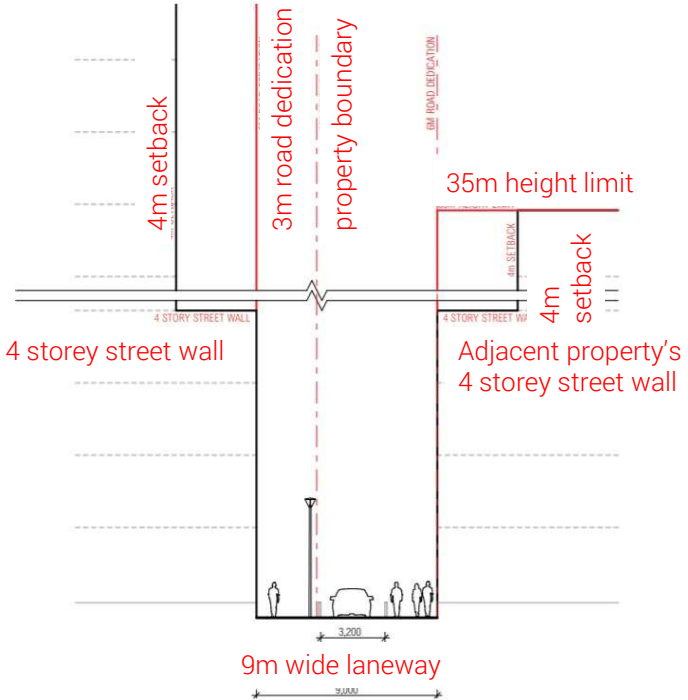 4m setback
3m road dedication
property boundary
6M ROAD DEDICATION
35m height limit
4m SETBACK
4m
setback
4 STORY STREET WALL
4 STORY STREET
4 storey street wall
Adjacent property's
4 storey street wall
3,200
9m wide laneway
9,000